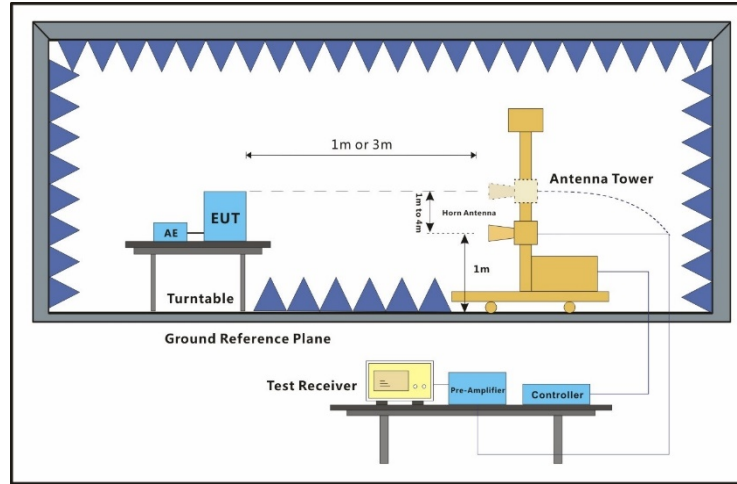 1m or 3m
Antenna Tower
1m to 4m
Horn Antenna
EUT
AE
1m
Turntable
Ground Reference Plane
Test Receiver
Pre-Amplifier
Controller